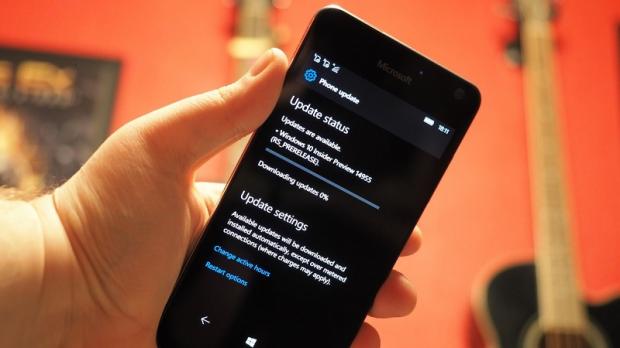 Microsoft
10:11
Phone update
Update status
Updates are available.
• Windows 10 Insider Preview 14955
(RS_PRERELEASE).
Downloading updates 0%
Update settings
Available updates will be downloaded and
installed automatically, except over metered
connections (where charges may apply).
Change active hours
Restart options